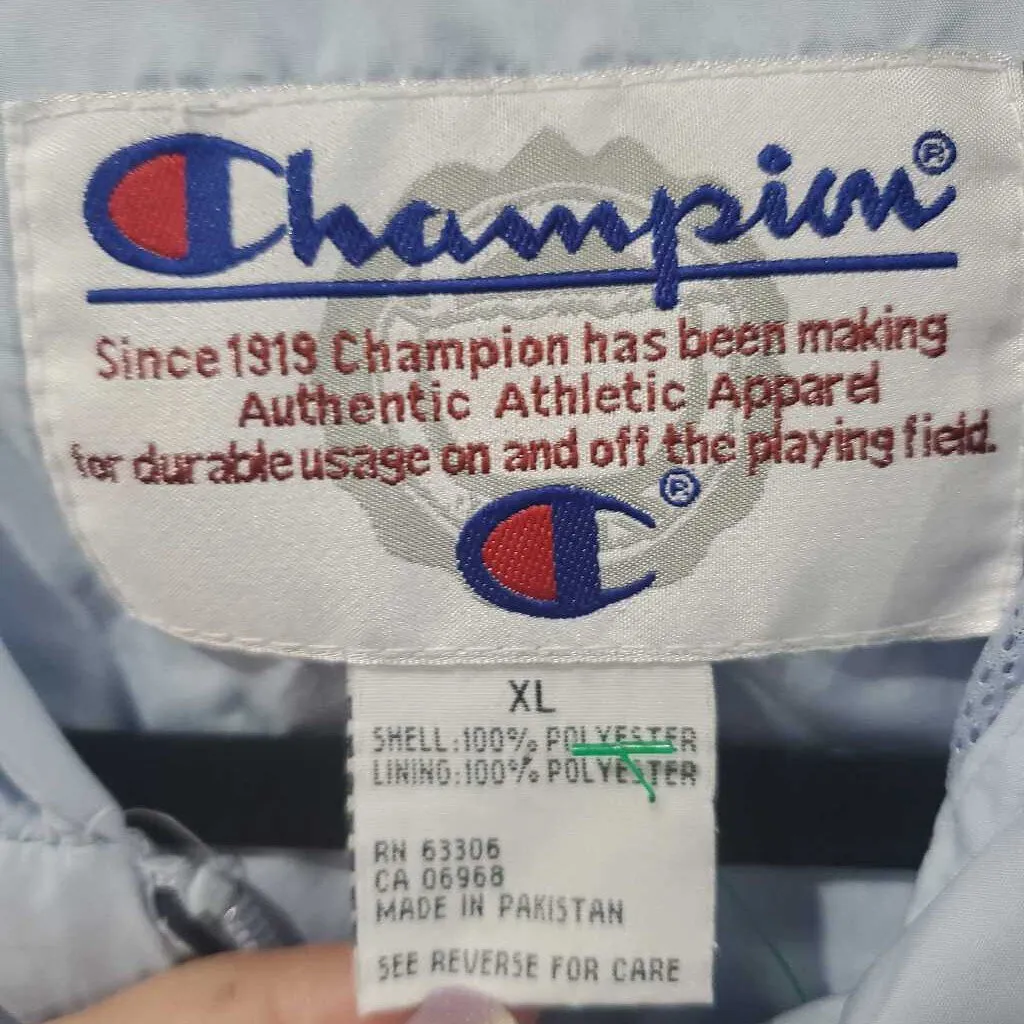 Champion®
Since 1919 Champion has been making
Authentic Athletic Apparel
for durable usage on and off the playing field.
C®
XL
SHELL:100% POLYESTER
LINING:100% POLYESTER
RN 63306
CA 06968
MADE IN PAKISTAN
SEE REVERSE FOR CARE